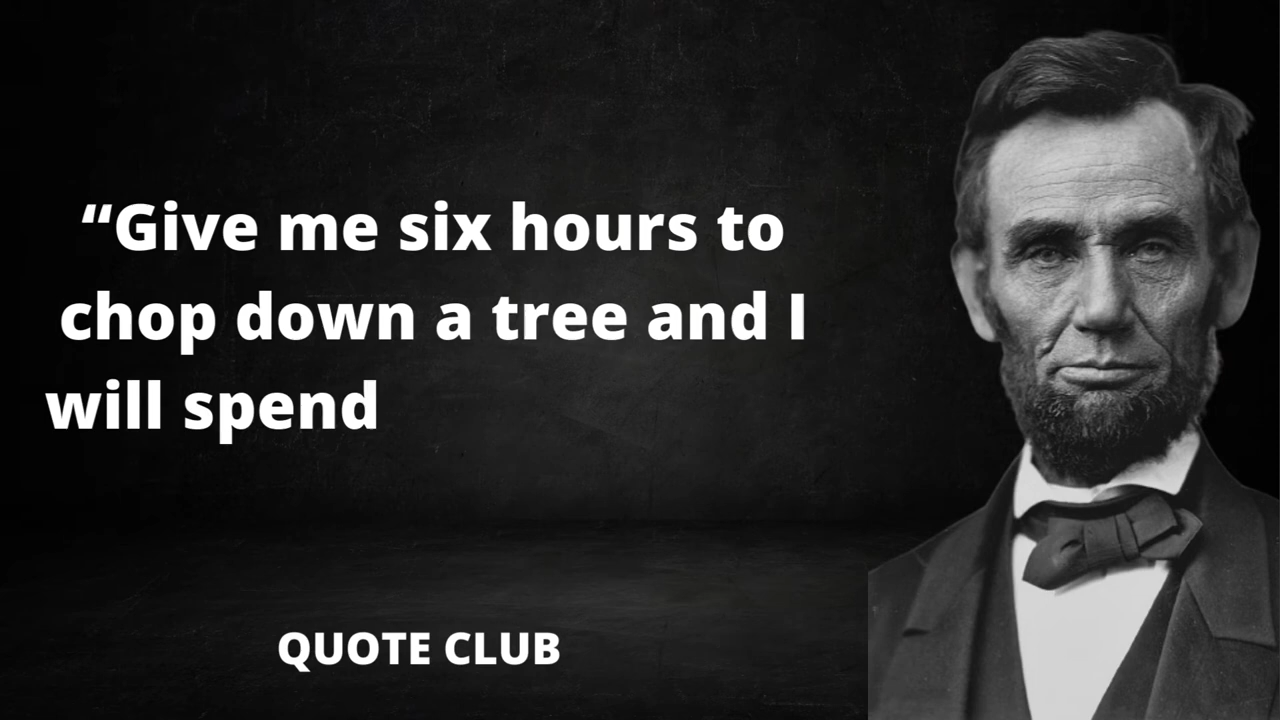 “Give me six hours to
chop down a tree and I
will spend
QUOTE CLUB